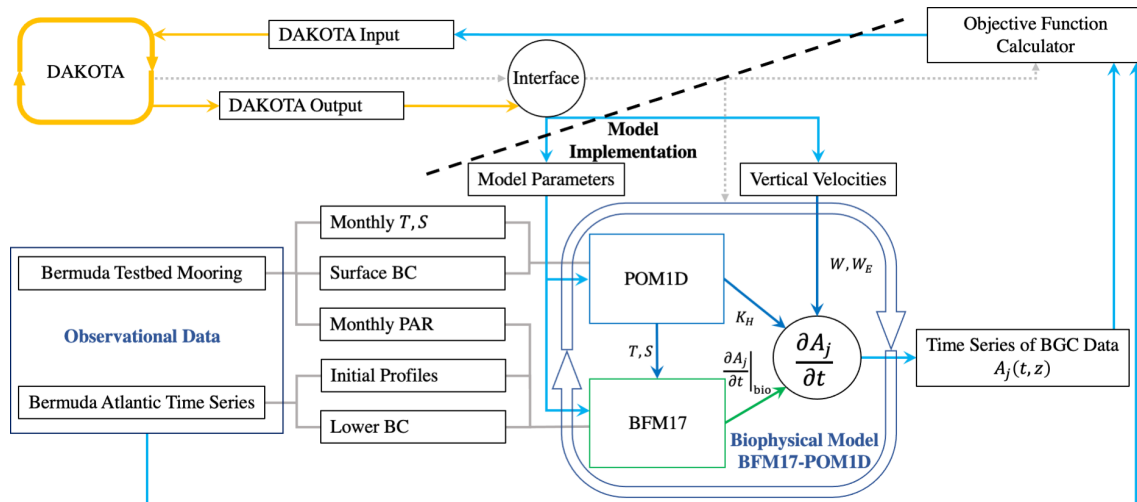 DAKOTA
DAKOTA Input
DAKOTA Output
Interface
Objective Function
Calculator
Model
Implementation
Model Parameters
Vertical Velocities
Monthly T, S
Surface BC
Monthly PAR
Initial Profiles
Lower BC
Bermuda Testbed Mooring
Observational Data
Bermuda Atlantic Time Series
POM1D
T, S
BFM17
K_H
W, W_E
∂A_j/∂t|_bio
∂A_j/∂t
Biophysical Model
BFM17-POM1D
Time Series of BGC Data
A_j(t, z)